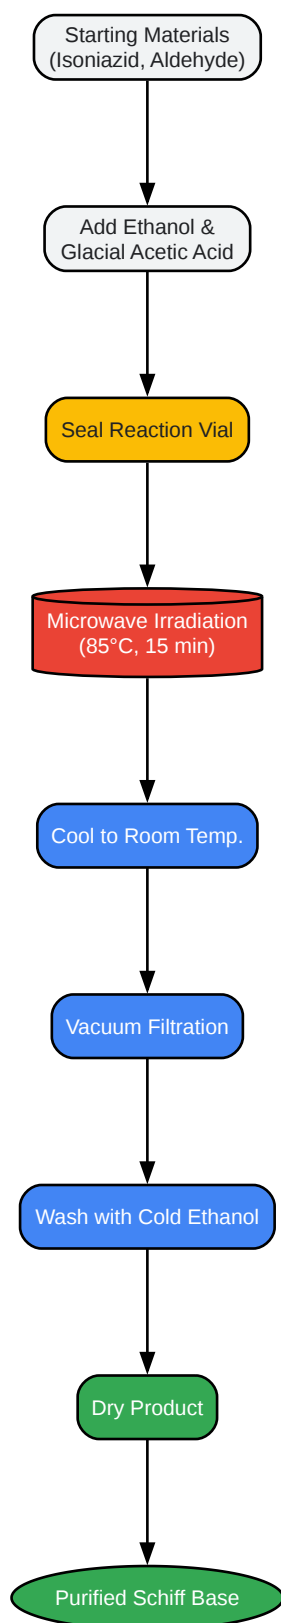 Starting Materials
(Isoniazid, Aldehyde)
Add Ethanol &
Glacial Acetic Acid
Seal Reaction Vial
Microwave Irradiation
(85°C, 15 min)
Cool to Room Temp.
Vacuum Filtration
Wash with Cold Ethanol
Dry Product
Purified Schiff Base